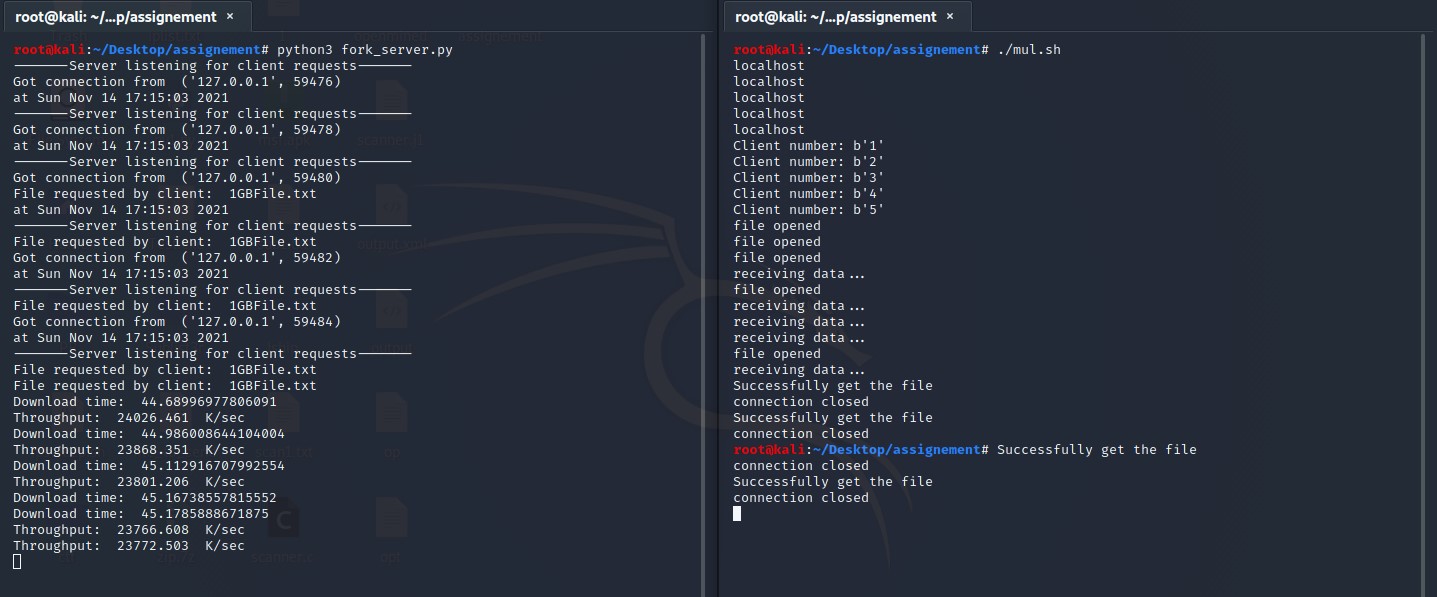 root@kali: ~/...p/assignement ×
root@kali:~/Desktop/assignement# python3 fork_server.py
———Server listening for client requests———
Got connection from  ('127.0.0.1', 59476)
at Sun Nov 14 17:15:03 2021
———Server listening for client requests———
Got connection from  ('127.0.0.1', 59478)
at Sun Nov 14 17:15:03 2021
———Server listening for client requests———
Got connection from  ('127.0.0.1', 59480)
File requested by client:  1GBFile.txt
at Sun Nov 14 17:15:03 2021
———Server listening for client requests———
File requested by client:  1GBFile.txt
Got connection from  ('127.0.0.1', 59482)
at Sun Nov 14 17:15:03 2021
———Server listening for client requests———
File requested by client:  1GBFile.txt
Got connection from  ('127.0.0.1', 59484)
at Sun Nov 14 17:15:03 2021
———Server listening for client requests———
File requested by client:  1GBFile.txt
File requested by client:  1GBFile.txt
Download time:  44.68996977806091
Throughput:  24026.461  K/sec
Download time:  44.986008644104004
Throughput:  23868.351  K/sec
Download time:  45.112916707992554
Throughput:  23801.206  K/sec
Download time:  45.16738557815552
Download time:  45.1785888671875
Throughput:  23766.608  K/sec
Throughput:  23772.503  K/sec
root@kali: ~/...p/assignement ×
root@kali:~/Desktop/assignement# ./mul.sh
localhost
localhost
localhost
localhost
localhost
Client number: b'1'
Client number: b'2'
Client number: b'3'
Client number: b'4'
Client number: b'5'
file opened
file opened
file opened
receiving data...
file opened
receiving data...
receiving data...
receiving data...
file opened
receiving data...
Successfully get the file
connection closed
Successfully get the file
connection closed
root@kali:~/Desktop/assignement# Successfully get the file
connection closed
Successfully get the file
connection closed